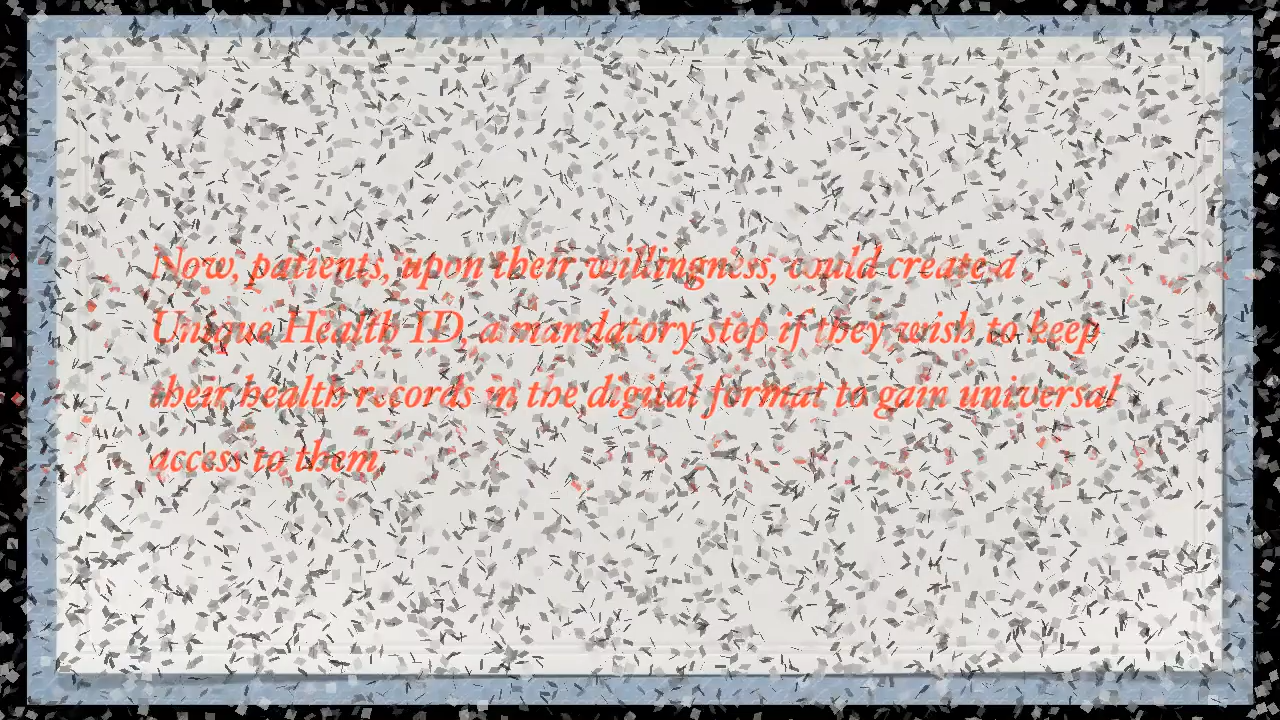 Now, patients, upon their willingness, could create a
Unique Health ID, a mandatory step if they wish to keep
their health records in the digital format to gain universal
access to them.